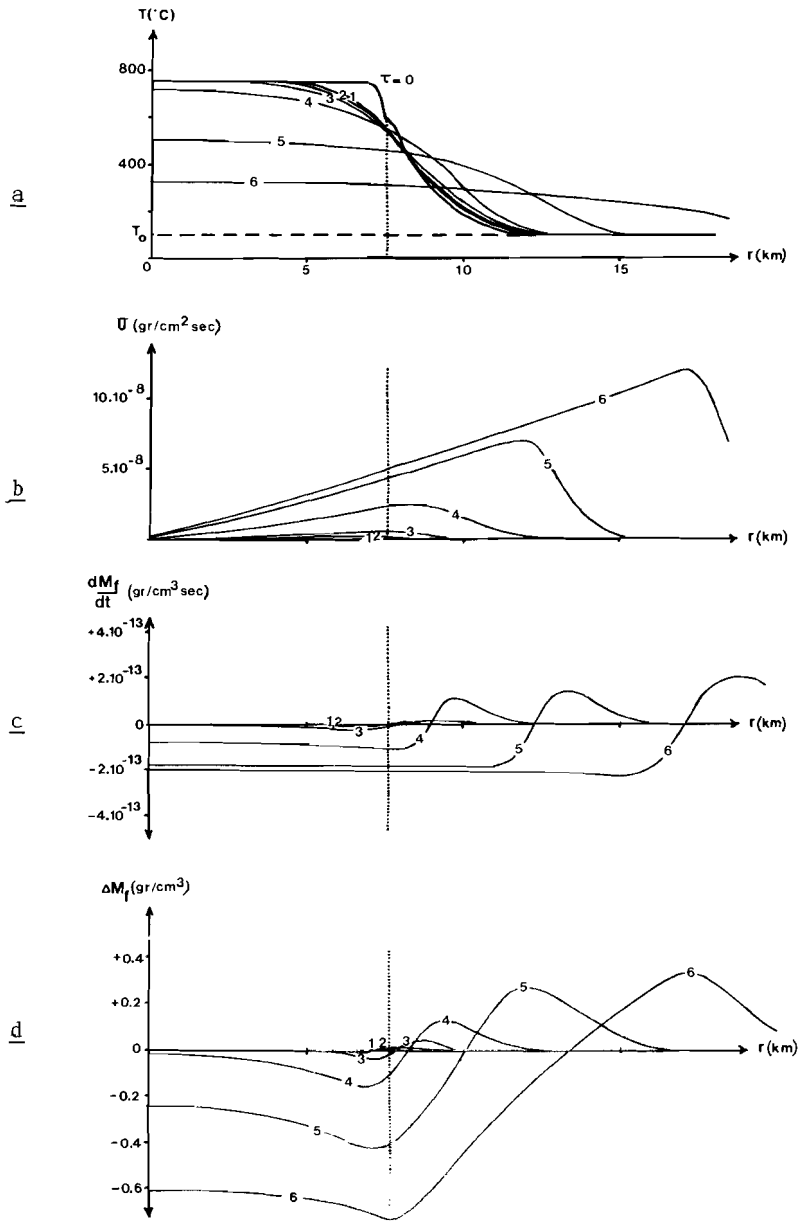 T(°C)
800
τ=0
4 3 2 1
400
5
6
a
T₀
0 5 10 15 r(km)
Ū (gr/cm² sec)
10.10⁻⁸
6
5.10⁻⁸
5
b
4
12 3
r(km)
dM_f/dt (gr/cm³ sec)
+4.10⁻¹³
+2.10⁻¹³
c
0 12 3 4 5 6 r(km)
-2.10⁻¹³
-4.10⁻¹³
ΔM_f (gr/cm³)
+0.4
6
5
+0.2
4
d
1 2 3
0 3 r(km)
4
-0.2
5
-0.4
-0.6 6